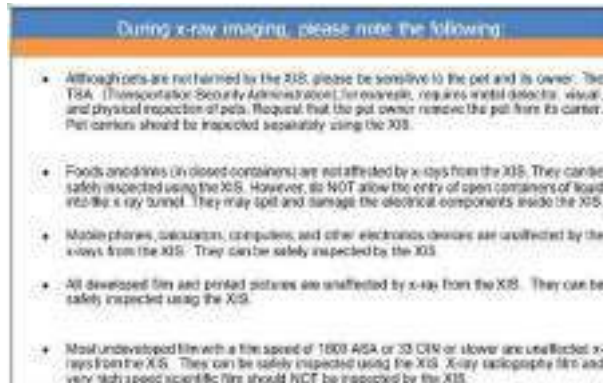 During x-ray imaging, please note the following:
• Although pets are not harmed by the XIS, please be sensitive to the pet and its owner. The
TSA (Transportation Security Administration), for example, requires metal detector, visual,
and physical inspection of pets. Request that the pet owner remove the pet from its carrier.
Pet carriers should be inspected separately using the XIS.
• Foods and drinks (in closed containers) are not affected by x-rays from the XIS. They can be
safely inspected using the XIS. However, do NOT allow the entry of open containers of liquid
into the x-ray tunnel. They may spill and damage the electrical components inside the XIS.
• Mobile phones, calculators, computers, and other electronics devices are unaffected by the
x-rays from the XIS. They can be safely inspected by the XIS.
• All developed film and printed pictures are unaffected by x-ray from the XIS. They can be
safely inspected using the XIS.
• Most undeveloped film with a film speed of 1600 or 33 or slower are unaffected x-
rays from the XIS. They can be safely inspected using the XIS. X-ray radiography film and
very high speed scientific film should NOT be inspected by the XIS.